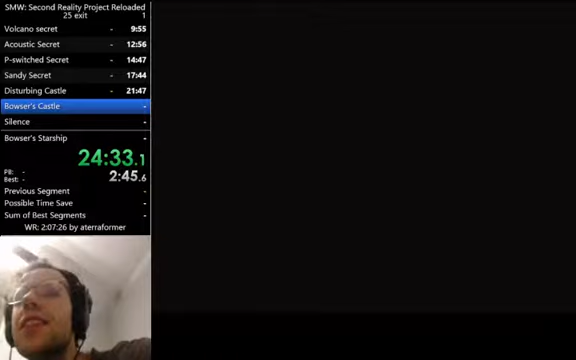 SMW: Second Reality Project Reloaded
25 exit 1
Volcano secret - 9:55
Acoustic Secret - 12:56
P-switched Secret - 14:47
Sandy Secret - 17:44
Disturbing Castle - 21:47
Bowser's Castle -
Silence -
Bowser's Starship -
24:33.1
PB: -
Best: -
2:45.6
Previous Segment -
Possible Time Save -
Sum of Best Segments -
WR: 2:07:26 by aterraformer